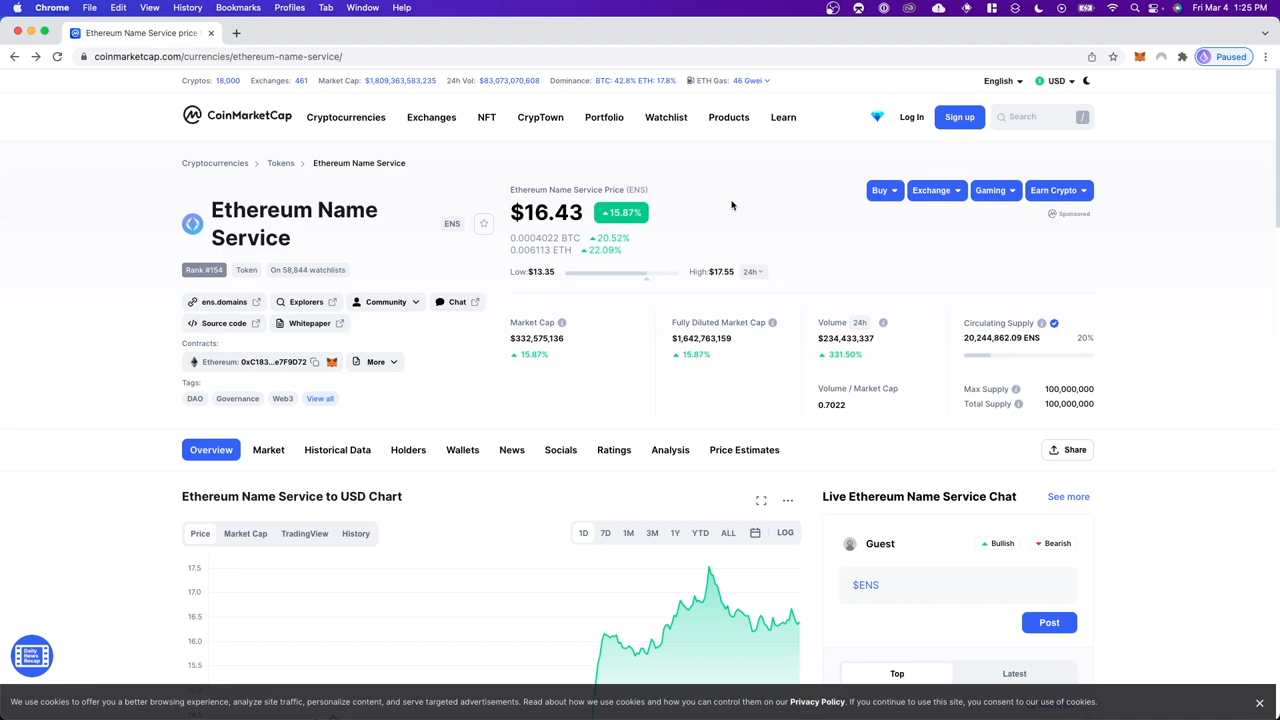 Chrome File Edit View History Bookmarks Profiles Tab Window Help
Fri Mar 4 1:25 PM
Ethereum Name Service price
coinmarketcap.com/currencies/ethereum-name-service/
Paused
Cryptos: 18,000 Exchanges: 461 Market Cap: $1,809,363,583,235 24h Vol: $83,073,070,608 Dominance: BTC: 42.8% ETH: 17.8% ETH Gas: 46 Gwei
English USD
CoinMarketCap Cryptocurrencies Exchanges NFT CrypTown Portfolio Watchlist Products Learn
Log In Sign up Search /
Cryptocurrencies > Tokens > Ethereum Name Service
Ethereum Name Service
ENS
Rank #154 Token On 58,844 watchlists
ens.domains Explorers Community Chat
Source code Whitepaper
Contracts:
Ethereum: 0xC183...e7F9D72 More
Tags:
DAO Governance Web3 View all
Ethereum Name Service Price (ENS)
$16.43 15.87%
0.0004022 BTC 20.52%
0.006113 ETH 22.09%
Low: $13.35 High: $17.55 24h
Buy Exchange Gaming Earn Crypto
Sponsored
Market Cap
$332,575,136
15.87%
Fully Diluted Market Cap
$1,642,763,159
15.87%
Volume 24h
$234,433,337
331.50%
Volume / Market Cap
0.7022
Circulating Supply
20,244,862.09 ENS 20%
Max Supply 100,000,000
Total Supply 100,000,000
Overview Market Historical Data Holders Wallets News Socials Ratings Analysis Price Estimates
Share
Ethereum Name Service to USD Chart
Price Market Cap TradingView History
1D 7D 1M 3M 1Y YTD ALL LOG
17.5
17.0
16.5
16.0
15.5
Live Ethereum Name Service Chat See more
Guest Bullish Bearish
$ENS
Post
Top Latest
Daily News Recap
We use cookies to offer you a better browsing experience, analyze site traffic, personalize content, and serve targeted advertisements. Read about how we use cookies and how you can control them on our Privacy Policy. If you continue to use this site, you consent to our use of cookies.